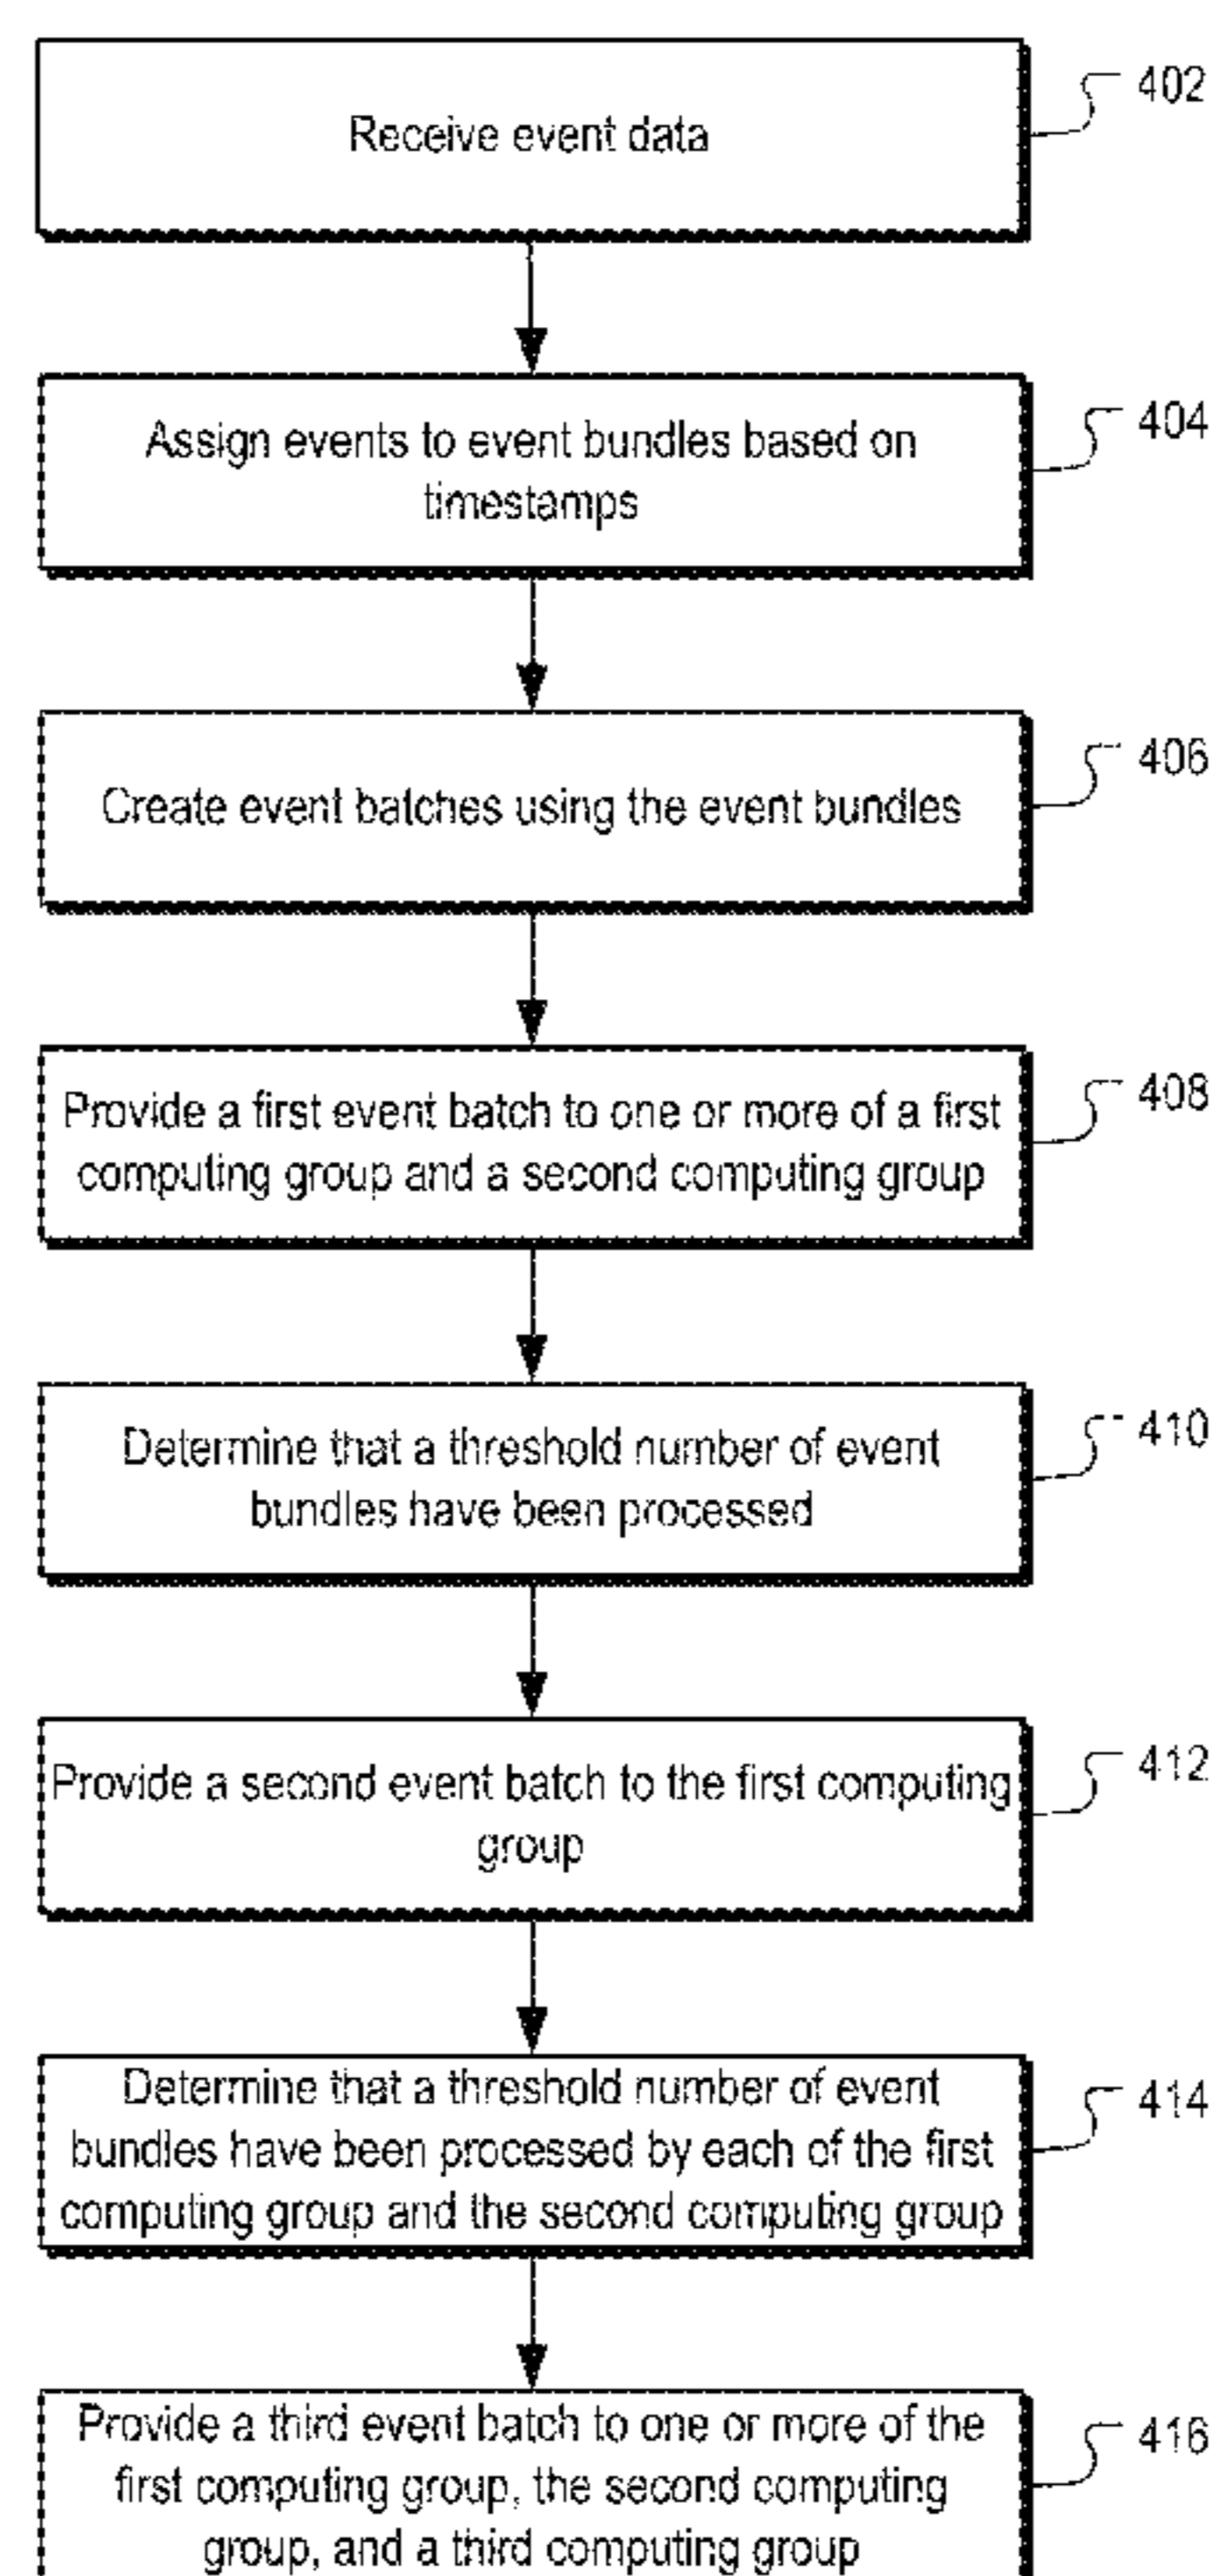 Receive event data
402
Assign events to event bundles based on
timestamps
404
Create event batches using the event bundles
406
Provide a first event batch to one or more of a first
computing group and a second computing group
408
Determine that a threshold number of event
bundles have been processed
410
Provide a second event batch to the first computing
group
412
Determine that a threshold number of event
bundles have been processed by each of the first
computing group and the second computing group
414
Provide a third event batch to one or more of the
first computing group, the second computing
group, and a third computing group
416